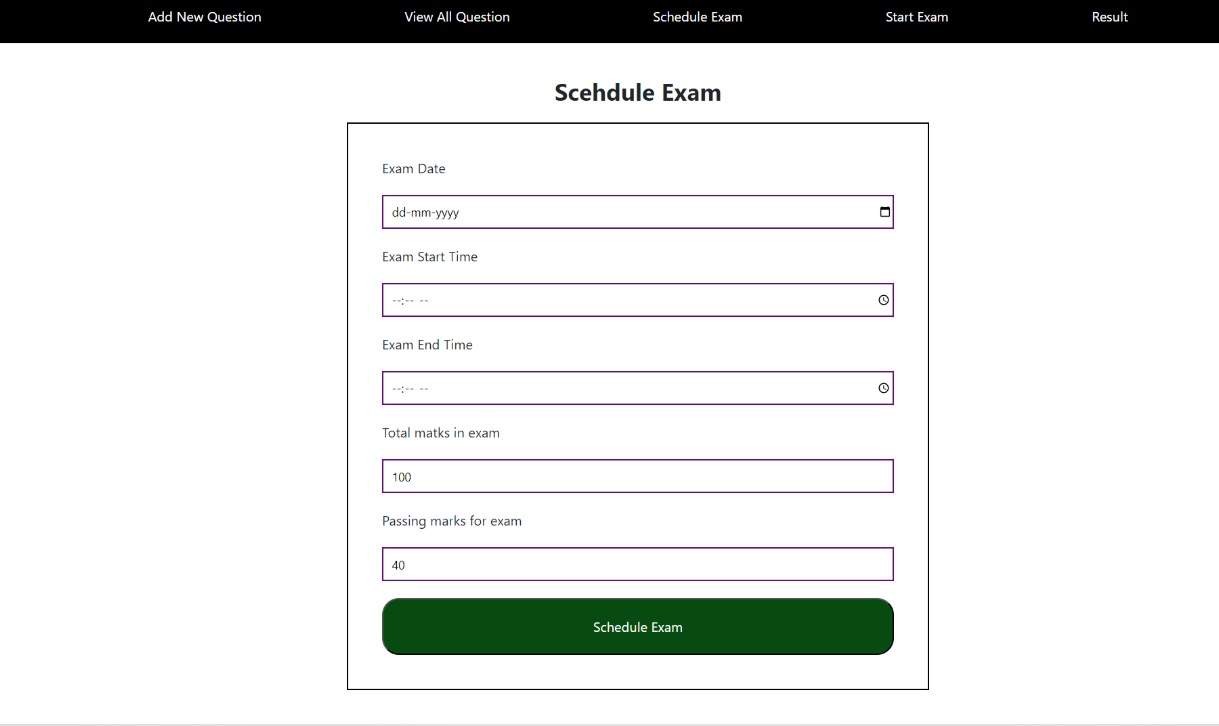 Add New Question View All Question Schedule Exam Start Exam Result
Scehdule Exam
Exam Date
dd-mm-yyyy
Exam Start Time
--:-- --
Exam End Time
--:-- --
Total matks in exam
100
Passing marks for exam
40
Schedule Exam